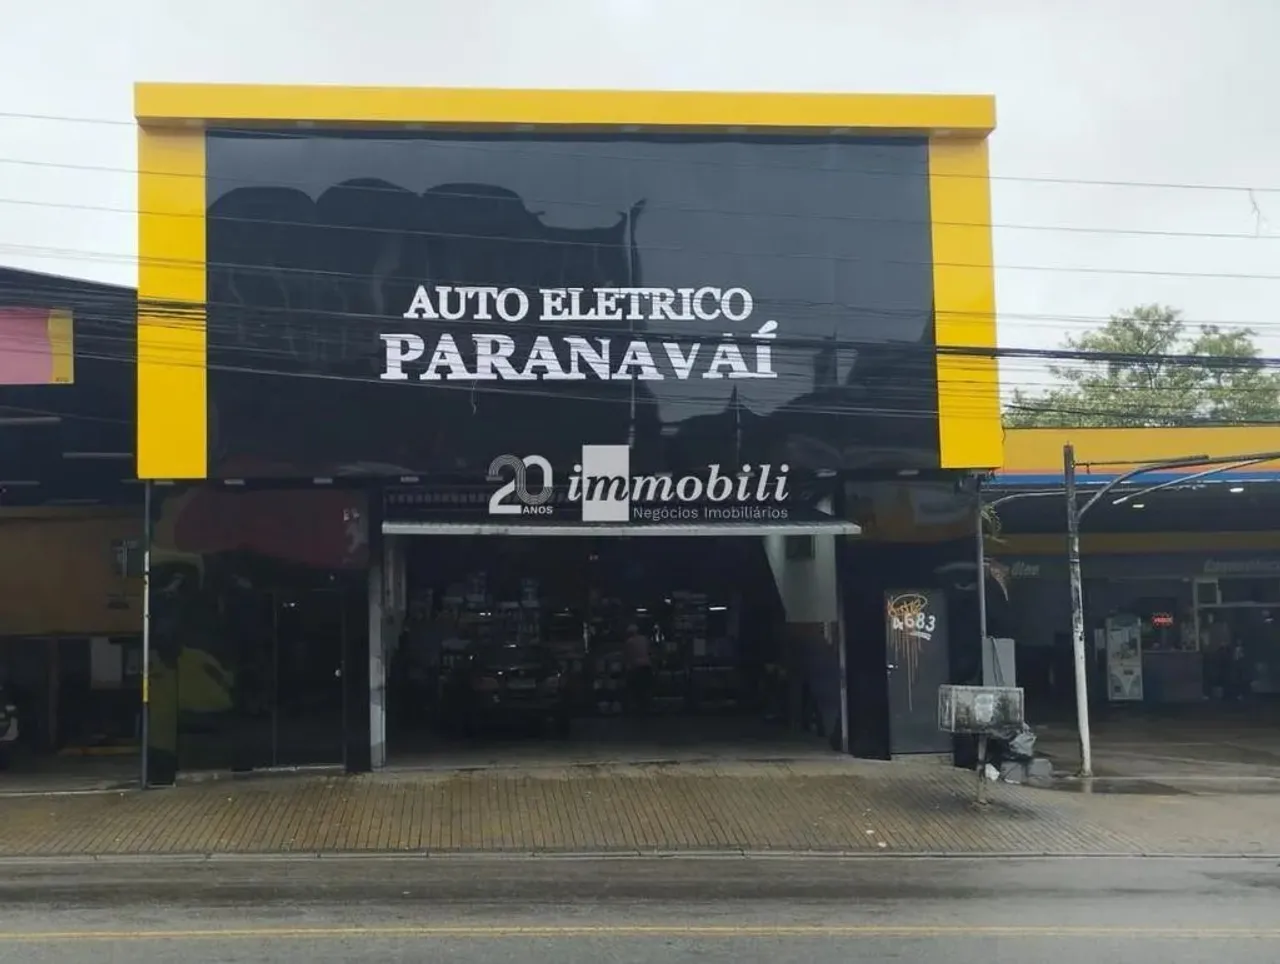 AUTO ELETRICO
PARANAVAÍ
20 ANOS
immobili
Negócios Imobiliários
4683